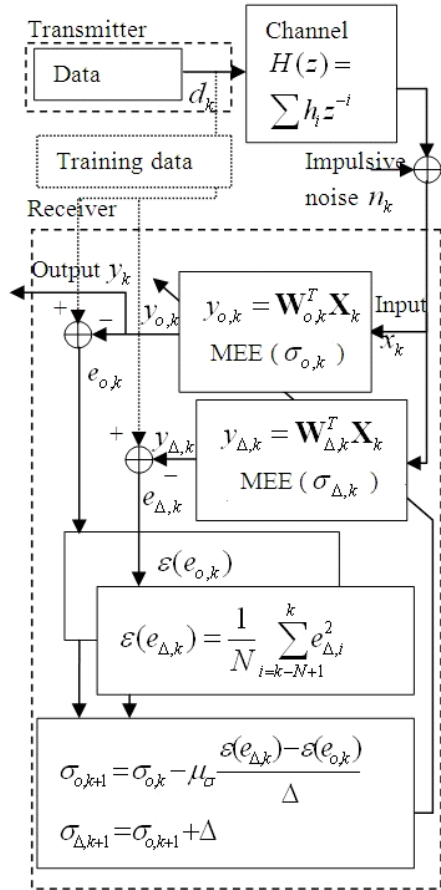 Transmitter
Data
d_k
Channel
H(z) =
∑ h_i z^{-i}
Training data
Impulsive
noise n_k
Receiver
Output y_k
+
−
y_{o,k}
y_{o,k} = W_{o,k}^T X_k
MEE (σ_{o,k})
Input
x_k
e_{o,k}
+
y_{Δ,k}
−
e_{Δ,k}
y_{Δ,k} = W_{Δ,k}^T X_k
MEE (σ_{Δ,k})
ε(e_{o,k})
ε(e_{Δ,k}) = \frac{1}{N} ∑_{i=k-N+1}^{k} e_{Δ,i}^2
σ_{o,k+1} = σ_{o,k} − μ_σ \frac{ε(e_{Δ,k}) − ε(e_{o,k})}{Δ}
σ_{Δ,k+1} = σ_{o,k+1} + Δ